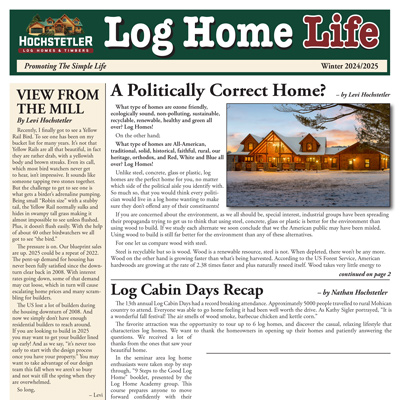 HOCHSTETLER
LOG HOMES & TIMBERS
Log Home Life
Promoting The Simple Life
Winter 2024/2025
VIEW FROM
THE MILL
By Levi Hochstetler
Recently, I finally got to see a Yellow
Rail Bird. To see one has been on my
bucket list for many years. It's not that
Yellow Rails are all that beautiful, in fact
they are rather drab, with a yellowish
body and brown streaks. Even its call,
which most bird watchers never get
to hear, isn't impressive. It sounds like
someone tapping two stones together.
But the challenge to get to see one is
what gets a birder's adrenaline pumping.
Being small "Robin size" with a stubby
tail, the Yellow Rail normally walks and
hides in swampy tall grass making it
almost impossible to see unless flushed.
Plus, it doesn't flush easily. With the help
of about 40 other birdwatchers we all
got to see "the bird."
The pressure is on. Our blueprint sales
are up. 2025 could be a repeat of 2022.
The pent-up demand for housing has
never been fully satisfied since the down-
turn clear back in 2008. With interest
rates going down, some of that demand
may cut loose, which in turn will cause
escalating home prices and many scram-
bling for builders.
The US lost a lot of builders during
the housing downturn of 2008. And
now we simply don't have enough
residential builders to reach around.
If you are looking to build in 2025
you may want to get your builder lined
up early! And as we say, "it's never too
early to start with the design process
once you have your property." You may
want to take advantage of our design
team this fall when we aren't so busy
and not wait till the spring when they
are overwhelmed.
So long,
– Levi
A Politically Correct Home?
– by Levi Hochstetler
What type of homes are ozone friendly,
ecologically sound, non-polluting, sustainable,
recyclable, renewable, healthy and green all
over? Log Homes!
On the other hand:
What type of homes are All-American,
traditional, solid, historical, faithful, rural, our
heritage, orthodox, and Red, White and Blue all
over? Log Homes!
Unlike steel, concrete, glass or plastic, log
homes are the perfect home for you, no matter
which side of the political aisle you identify with.
So much so, that you would think every politi-
cian would live in a log home wanting to make
sure they don't offend any of their constituents!
If you are concerned about the environment, as we all should be, special interest, industrial groups have been spreading
their propaganda trying to get us to think that using steel, concrete, glass or plastic is better for the environment than
using wood to build. If we study each alternate we soon conclude that we the American public may have been misled.
Using wood to build is still far better for the environment than any of these alternatives.
For one let us compare wood with steel.
Steel is recyclable but so is wood. Wood is a renewable resource, steel is not. When depleted, there won't be any more.
Wood on the other hand is growing faster than what's being harvested. According to the US Forest Service, American
hardwoods are growing at the rate of 2.38 times faster and plus naturally reseed itself. Wood takes very little energy to
continued on page 2
Log Cabin Days Recap
– by Nathan Hochstetler
The 13th annual Log Cabin Days had a record breaking attendance. Approximately 5000 people travelled to rural Mohican
country to attend. Everyone was able to go home feeling it had been well worth the drive. As Kathy Sigler portrayed, "It is
a wonderful fall festival! The air smells of wood smoke, barbecue chicken and kettle corn."
The favorite attraction was the opportunity to tour up to 6 log homes, and discover the casual, relaxing lifestyle that
characterize log homes. We want to thank the homeowners in opening up their homes and patiently answering the
questions. We received a lot of
thanks from the ones that saw your
beautiful home.
In the seminar area log home
enthusiasts were taken step by step
through, "9 Steps to the Good Log
Home" booklet, presented by the
Log Home Academy group. This
course prepares anyone to move
forward confidently with their